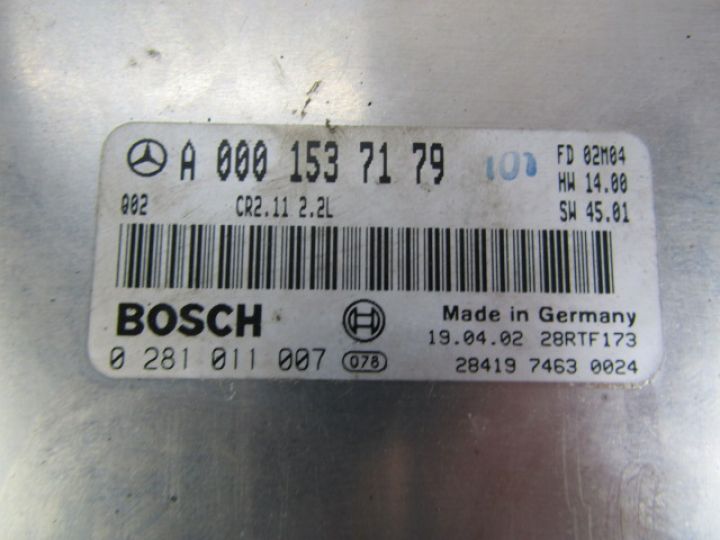 A 000 153 71 79
FD 02M04
HW 14.00
Q02 CR2.11 2.2L SW 45.01
BOSCH
Made in Germany
19.04.02 28RTF173
0 281 011 007 078
28419 7463 0024